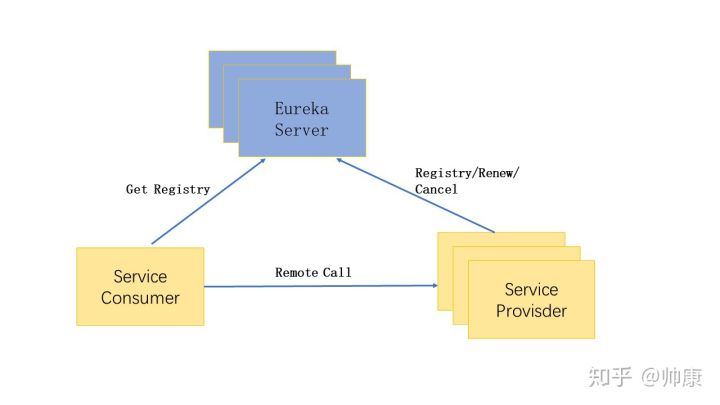 Eureka
Server
Get Registry
Registry/Renew/
Cancel
Service
Consumer
Remote Call
Service
Provisder
知乎 @帅康